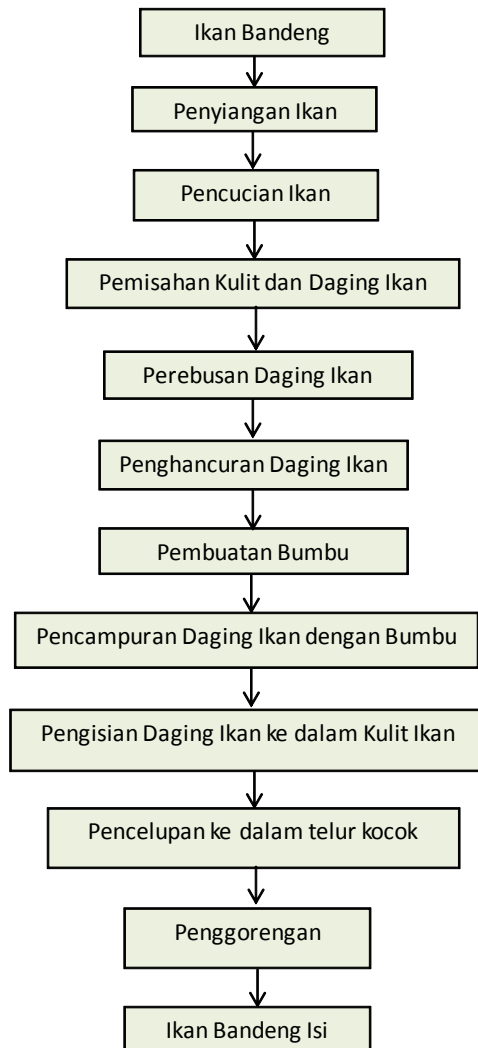 Ikan Bandeng
Penyiangan Ikan
Pencucian Ikan
Pemisahan Kulit dan Daging Ikan
Perebusan Daging Ikan
Penghancuran Daging Ikan
Pembuatan Bumbu
Pencampuran Daging Ikan dengan Bumbu
Pengisian Daging Ikan ke dalam Kulit Ikan
Pencelupan ke dalam telur kocok
Penggorengan
Ikan Bandeng Isi